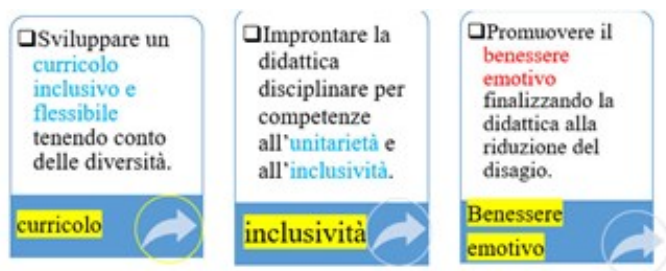 ❑Sviluppare un
curricolo
inclusivo e
flessibile
tenendo conto
delle diversità.
curricolo
❑Improntare la
didattica
disciplinare per
competenze
all'unitarietà e
all'inclusività.
inclusività
❑Promuovere il
benessere
emotivo
finalizzando la
didattica alla
riduzione del
disagio.
Benessere
emotivo